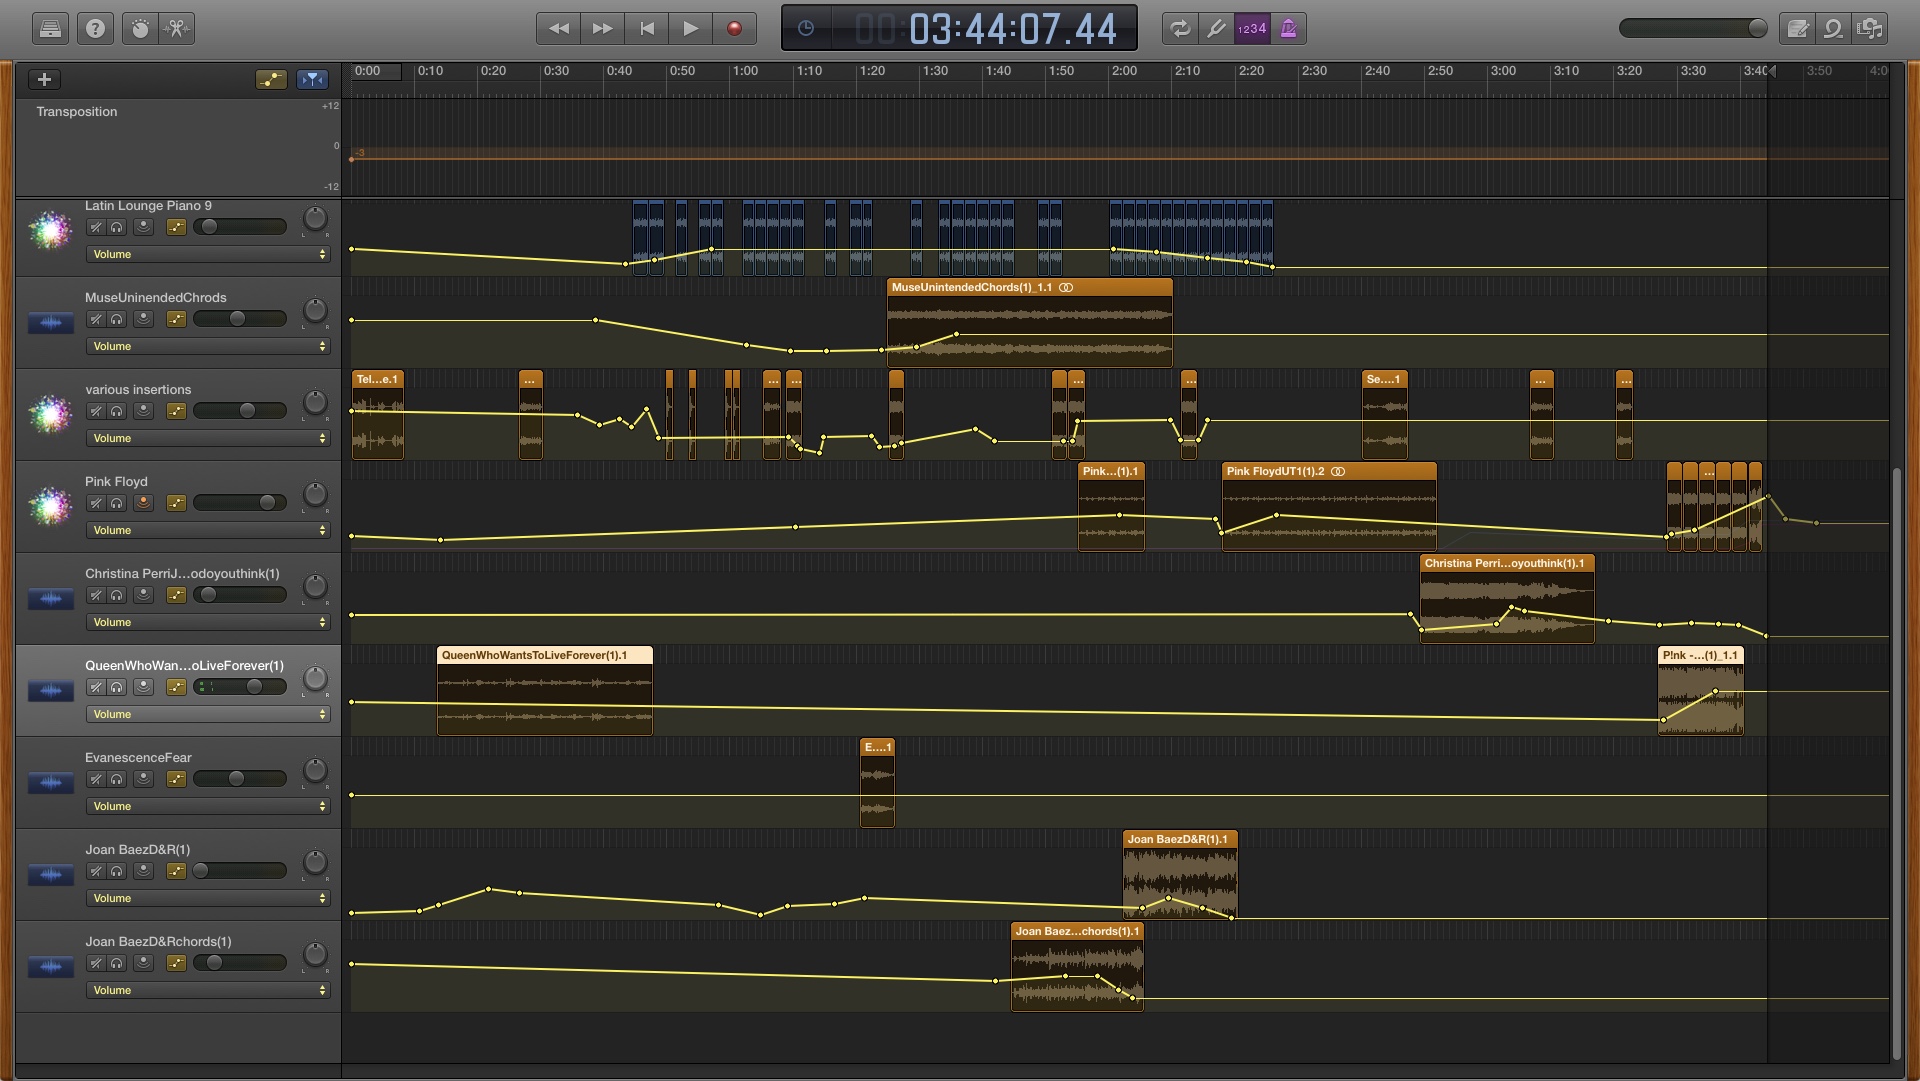 00:03:44:07.44
1234
0:00 0:10 0:20 0:30 0:40 0:50 1:00 1:10 1:20 1:30 1:40 1:50 2:00 2:10 2:20 2:30 2:40 2:50 3:00 3:10 3:20 3:30 3:40 3:50 4:0
Transposition
+12
0
-12
-3
Latin Lounge Piano 9
L R
Volume
MuseUninendedChrods
L R
Volume
MuseUnintendedChords(1)_1.1
various insertions
L R
Volume
Tel...e.1
...
...
...
...
...
Se....1
...
...
Pink Floyd
L R
Volume
Pink...(1).1
Pink FloydUT1(1).2
...
Christina PerriJ...odoyouthink(1)
L R
Volume
Christina Perri...oyouthink(1).1
QueenWhoWan...oLiveForever(1)
L R
Volume
QueenWhoWantsToLiveForever(1).1
P!nk -...(1)_1.1
EvanescenceFear
L R
Volume
E....1
Joan BaezD&R(1)
L R
Volume
Joan BaezD&R(1).1
Joan BaezD&Rchords(1)
L R
Volume
Joan Baez...chords(1).1